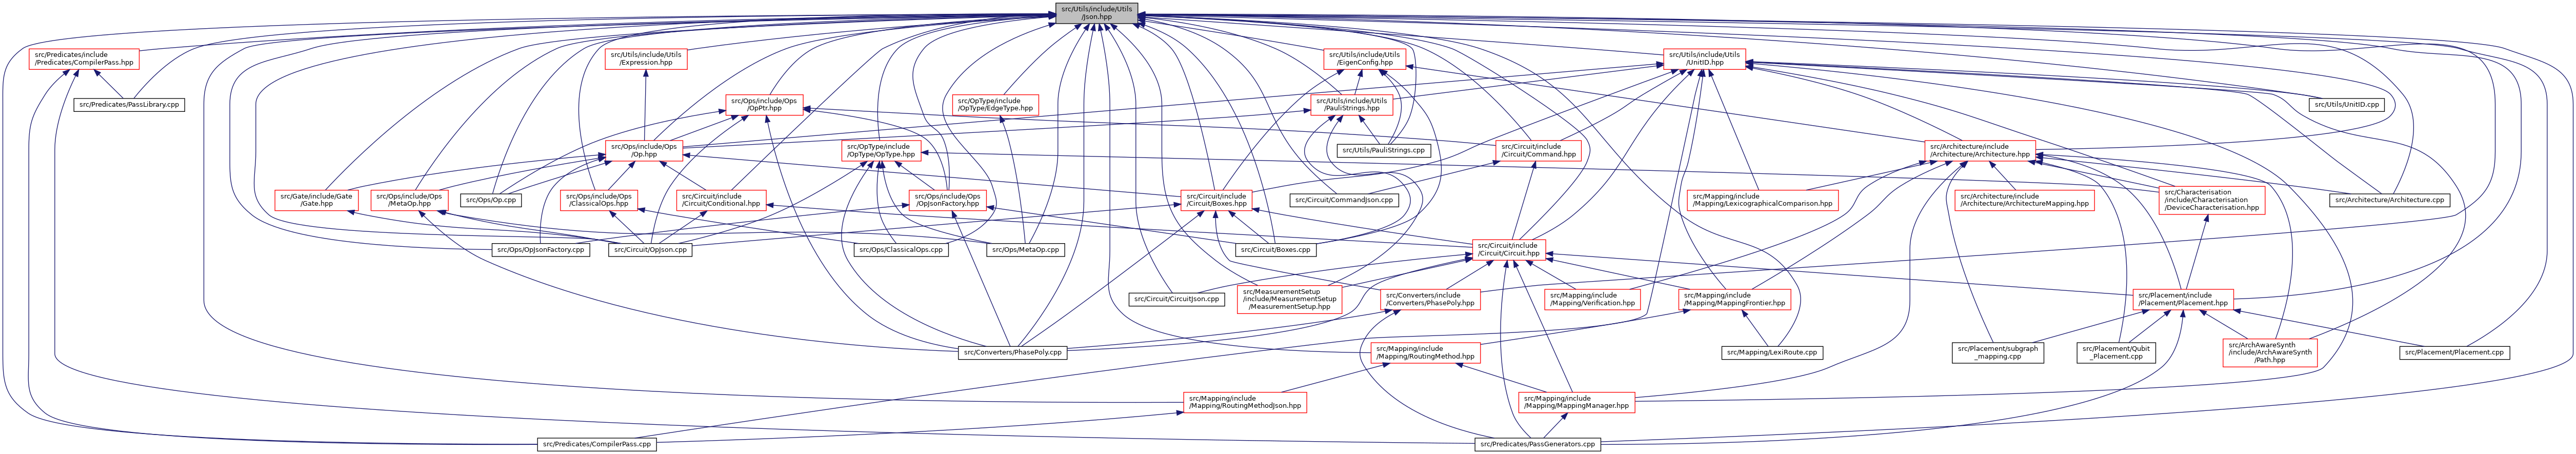 src/Utils/include/Utils
/Json.hpp
src/Predicates/include
/Predicates/CompilerPass.hpp
src/Utils/include/Utils
/Expression.hpp
src/Utils/include/Utils
/EigenConfig.hpp
src/Utils/include/Utils
/UnitID.hpp
src/Predicates/PassLibrary.cpp
src/Ops/include/Ops
/OpPtr.hpp
src/OpType/include
/OpType/EdgeType.hpp
src/Utils/include/Utils
/PauliStrings.hpp
src/Utils/UnitID.cpp
src/Ops/include/Ops
/Op.hpp
src/OpType/include
/OpType/OpType.hpp
src/Utils/PauliStrings.cpp
src/Circuit/include
/Circuit/Command.hpp
src/Architecture/include
/Architecture/Architecture.hpp
src/Gate/include/Gate
/Gate.hpp
src/Ops/include/Ops
/MetaOp.hpp
src/Ops/Op.cpp
src/Ops/include/Ops
/ClassicalOps.hpp
src/Circuit/include
/Circuit/Conditional.hpp
src/Ops/include/Ops
/OpJsonFactory.hpp
src/Circuit/include
/Circuit/Boxes.hpp
src/Circuit/CommandJson.cpp
src/Mapping/include
/Mapping/LexicographicalComparison.hpp
src/Architecture/include
/Architecture/ArchitectureMapping.hpp
src/Characterisation
/include/Characterisation
/DeviceCharacterisation.hpp
src/Architecture/Architecture.cpp
src/Ops/OpJsonFactory.cpp
src/Circuit/OpJson.cpp
src/Ops/ClassicalOps.cpp
src/Ops/MetaOp.cpp
src/Circuit/Boxes.cpp
src/Circuit/include
/Circuit/Circuit.hpp
src/Circuit/CircuitJson.cpp
src/MeasurementSetup
/include/MeasurementSetup
/MeasurementSetup.hpp
src/Converters/include
/Converters/PhasePoly.hpp
src/Mapping/include
/Mapping/Verification.hpp
src/Mapping/include
/Mapping/MappingFrontier.hpp
src/Placement/include
/Placement/Placement.hpp
src/Converters/PhasePoly.cpp
src/Mapping/include
/Mapping/RoutingMethod.hpp
src/Mapping/LexiRoute.cpp
src/Placement/subgraph
_mapping.cpp
src/Placement/Qubit
_Placement.cpp
src/ArchAwareSynth
/include/ArchAwareSynth
/Path.hpp
src/Placement/Placement.cpp
src/Mapping/include
/Mapping/RoutingMethodJson.hpp
src/Mapping/include
/Mapping/MappingManager.hpp
src/Predicates/CompilerPass.cpp
src/Predicates/PassGenerators.cpp